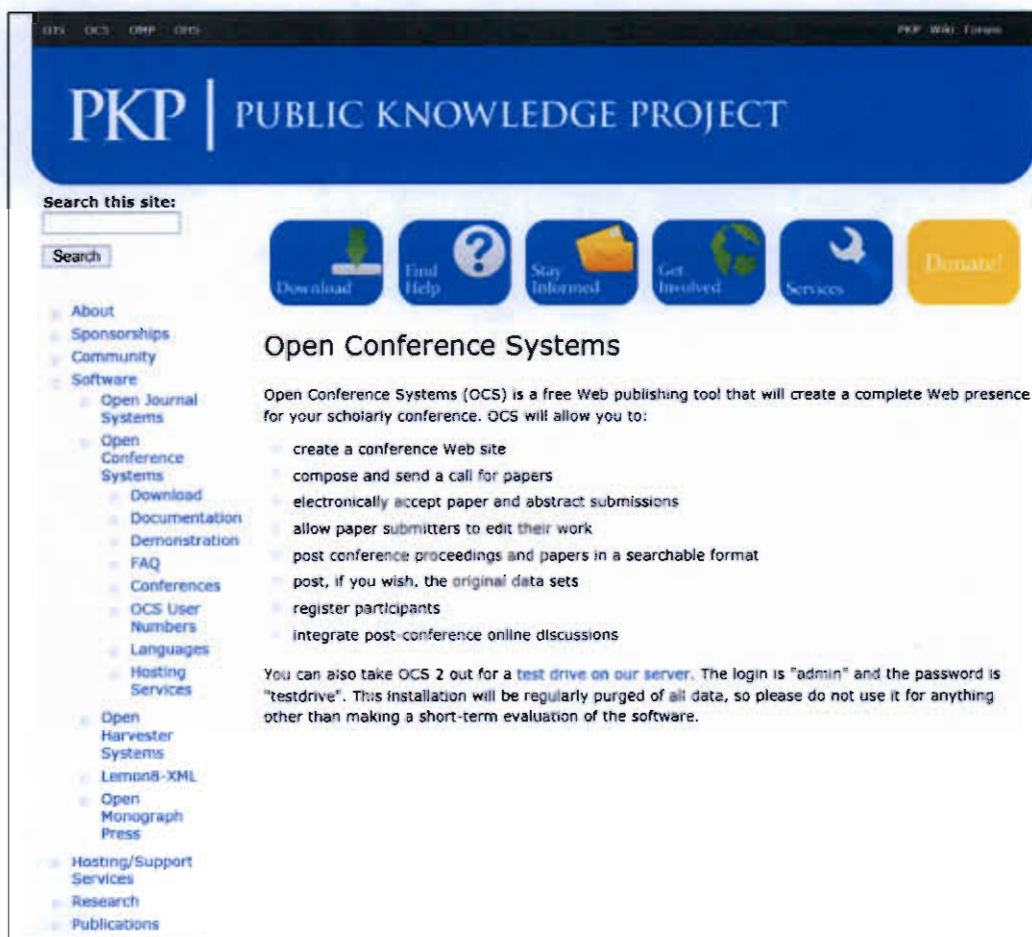 OJS OCS OMP OHS
PKP Wiki Forum
PKP | PUBLIC KNOWLEDGE PROJECT
Search this site:
Search
Download
Find
Help
Stay
Informed
Get
Involved
Services
Donate!
About
Sponsorships
Community
Software
Open Journal
Systems
Open
Conference
Systems
Download
Documentation
Demonstration
FAQ
Conferences
OCS User
Numbers
Languages
Hosting
Services
Open
Harvester
Systems
Lemon8-XML
Open
Monograph
Press
Hosting/Support
Services
Research
Publications
Open Conference Systems
Open Conference Systems (OCS) is a free Web publishing tool that will create a complete Web presence
for your scholarly conference. OCS will allow you to:
create a conference Web site
compose and send a call for papers
electronically accept paper and abstract submissions
allow paper submitters to edit their work
post conference proceedings and papers in a searchable format
post, if you wish, the original data sets
register participants
integrate post-conference online discussions
You can also take OCS 2 out for a test drive on our server. The login is "admin" and the password is
"testdrive". This installation will be regularly purged of all data, so please do not use it for anything
other than making a short-term evaluation of the software.